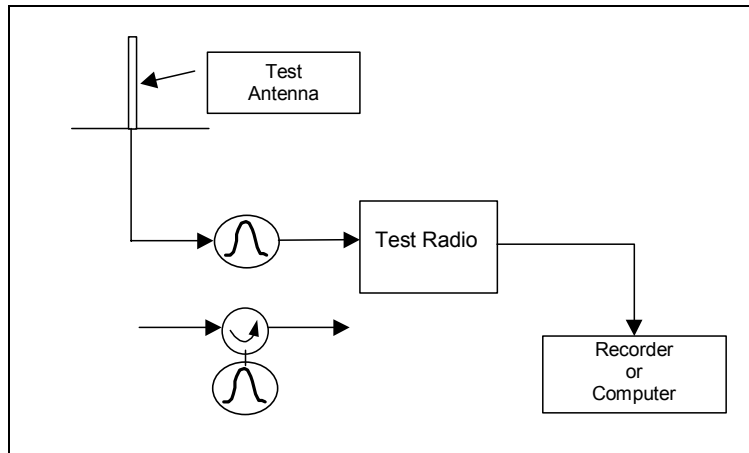 Test
Antenna
Test Radio
Recorder
or
Computer